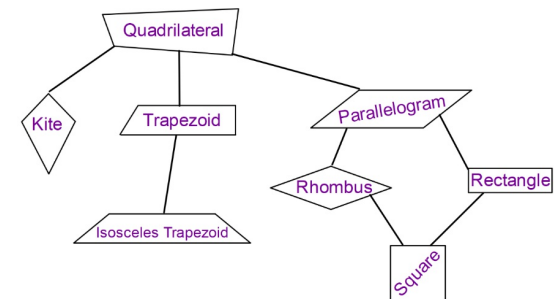 Quadrilateral
Kite
Trapezoid
Parallelogram
Rhombus
Rectangle
Isosceles Trapezoid
Square